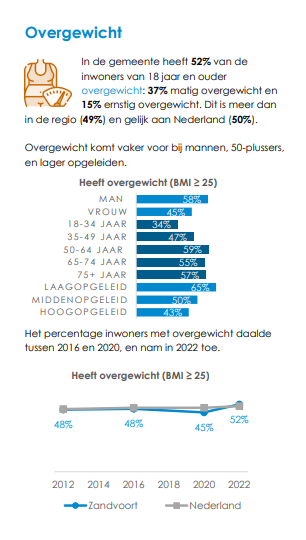 Overgewicht
In de gemeente heeft 52% van de
inwoners van 18 jaar en ouder
overgewicht: 37% matig overgewicht en
15% ernstig overgewicht. Dit is meer dan
in de regio (49%) en gelijk aan Nederland (50%).
Overgewicht komt vaker voor bij mannen, 50-plussers,
en lager opgeleiden.
Heeft overgewicht (BMI ≥ 25)
MAN 58%
VROUW 45%
18-34 JAAR 34%
35-49 JAAR 47%
50-64 JAAR 59%
65-74 JAAR 55%
75+ JAAR 57%
LAAGOPGELEID 65%
MIDDENOPGELEID 50%
HOOGOPGELEID 43%
Het percentage inwoners met overgewicht daalde
tussen 2016 en 2020, en nam in 2022 toe.
Heeft overgewicht (BMI ≥ 25)
48% 48% 45% 52%
2012 2014 2016 2018 2020 2022
Zandvoort Nederland